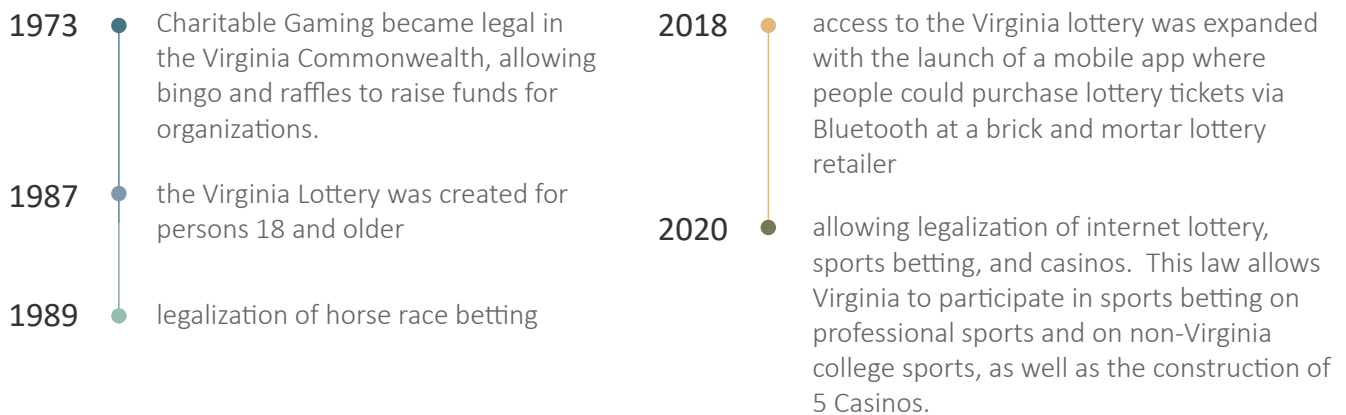 1973 Charitable Gaming became legal in
the Virginia Commonwealth, allowing
bingo and raffles to raise funds for
organizations.
1987 the Virginia Lottery was created for
persons 18 and older
1989 legalization of horse race betting
2018 access to the Virginia lottery was expanded
with the launch of a mobile app where
people could purchase lottery tickets via
Bluetooth at a brick and mortar lottery
retailer
2020 allowing legalization of internet lottery,
sports betting, and casinos.  This law allows
Virginia to participate in sports betting on
professional sports and on non-Virginia
college sports, as well as the construction of
5 Casinos.